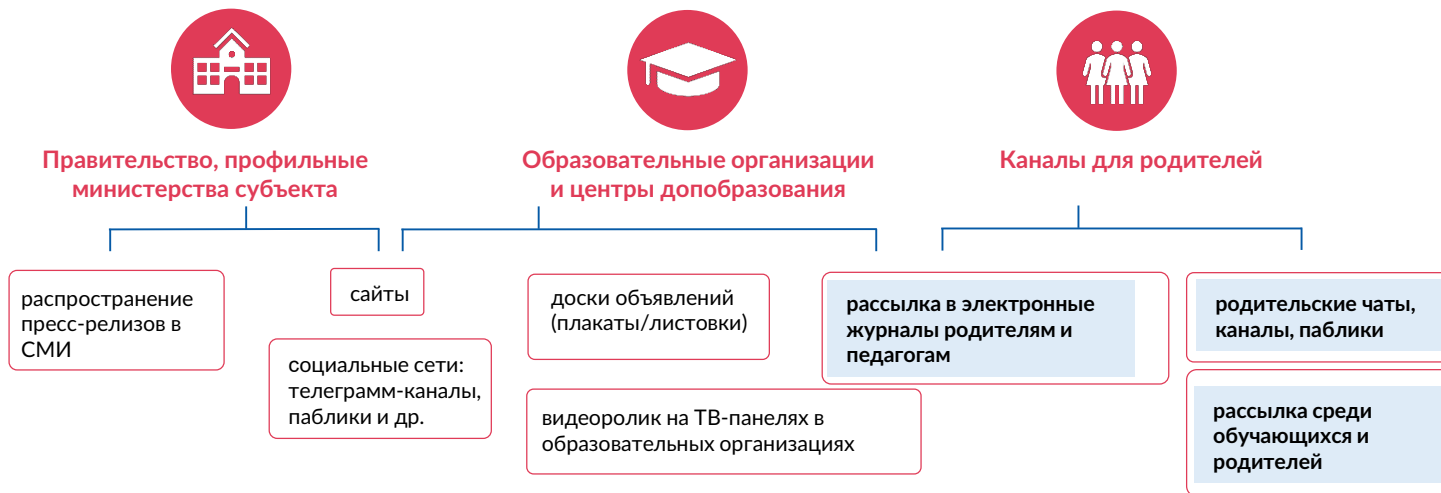 Правительство, профильные
министерства субъекта
Образовательные организации
и центры допобразования
Каналы для родителей
распространение
пресс-релизов в
СМИ
сайты
социальные сети:
телеграмм-каналы,
паблики и др.
доски объявлений
(плакаты/листовки)
видеоролик на ТВ-панелях в
образовательных организациях
рассылка в электронные
журналы родителям и
педагогам
родительские чаты,
каналы, паблики
рассылка среди
обучающихся и
родителей